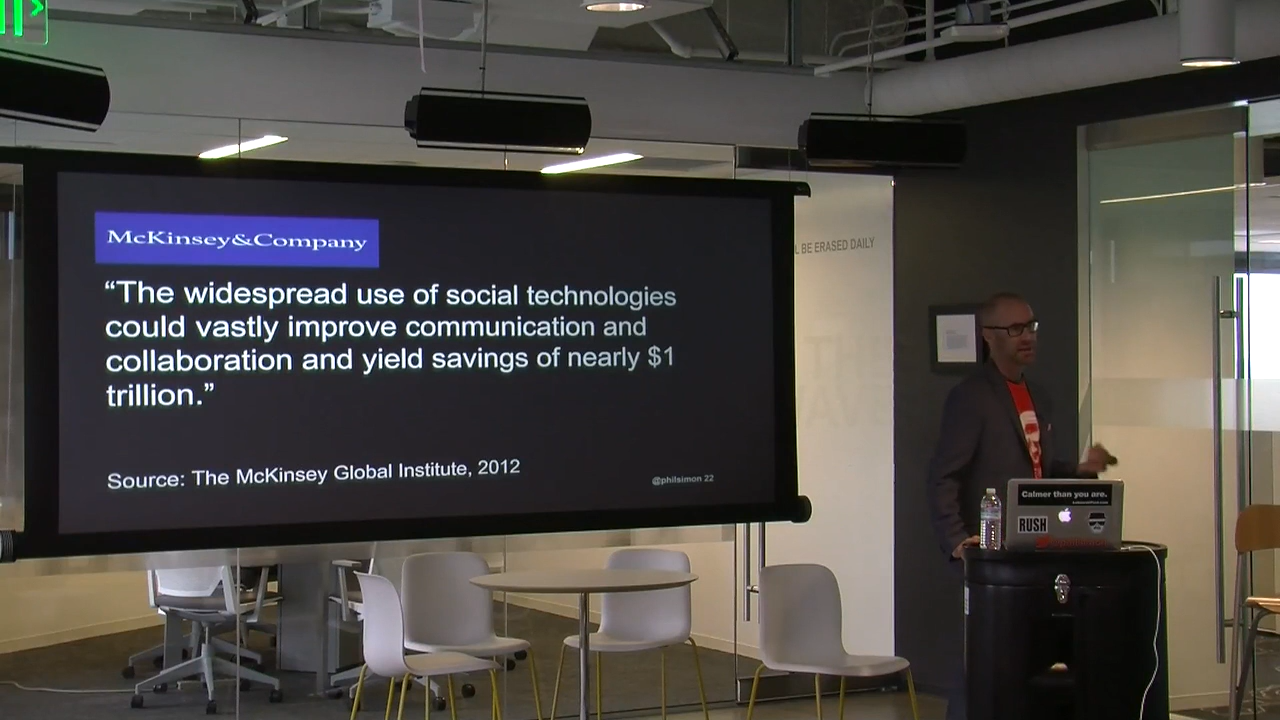 McKinsey&Company
“The widespread use of social technologies
could vastly improve communication and
collaboration and yield savings of nearly $1
trillion.”
Source: The McKinsey Global Institute, 2012
@philsimon 22
BE ERASED DAILY
Calmer than you are.
RUSH